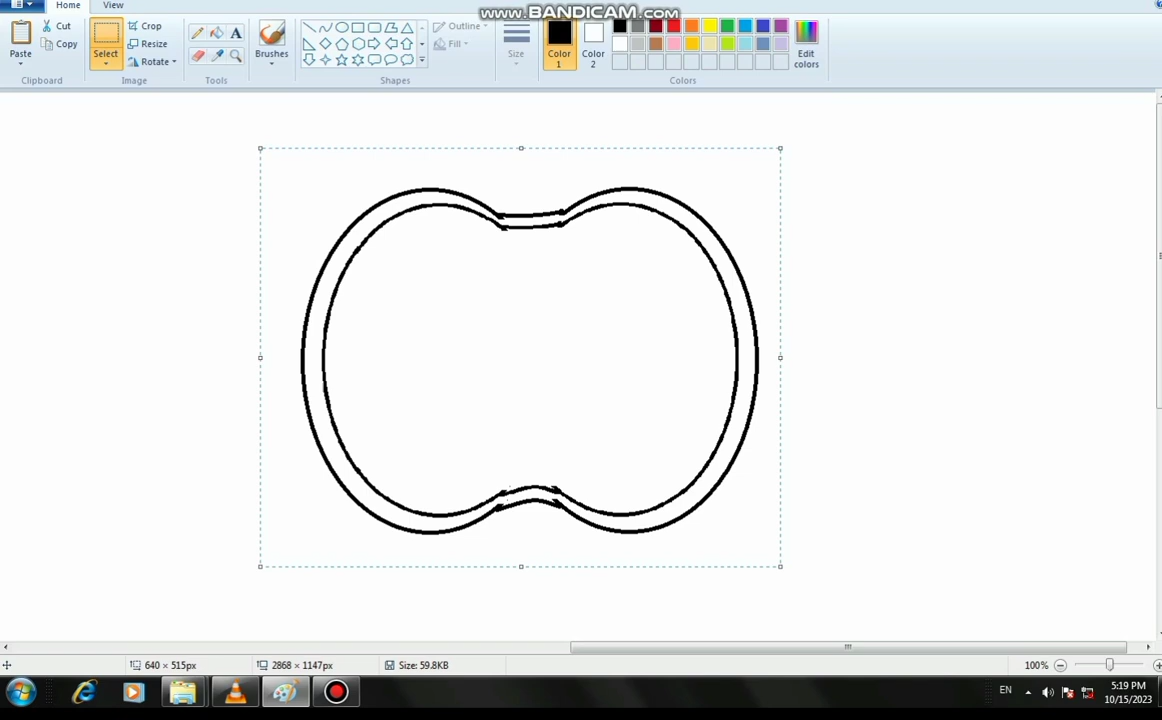 www.BANDICAM.com
Home
View
Paste
Cut
Copy
Clipboard
Select
Crop
Resize
Rotate
Image
Tools
A
Brushes
Shapes
Outline
Fill
Size
Color
1
Color
2
Edit
colors
Colors
640 × 515px
2868 × 1147px
Size: 59.8KB
100%
EN
5:19 PM
10/15/2023